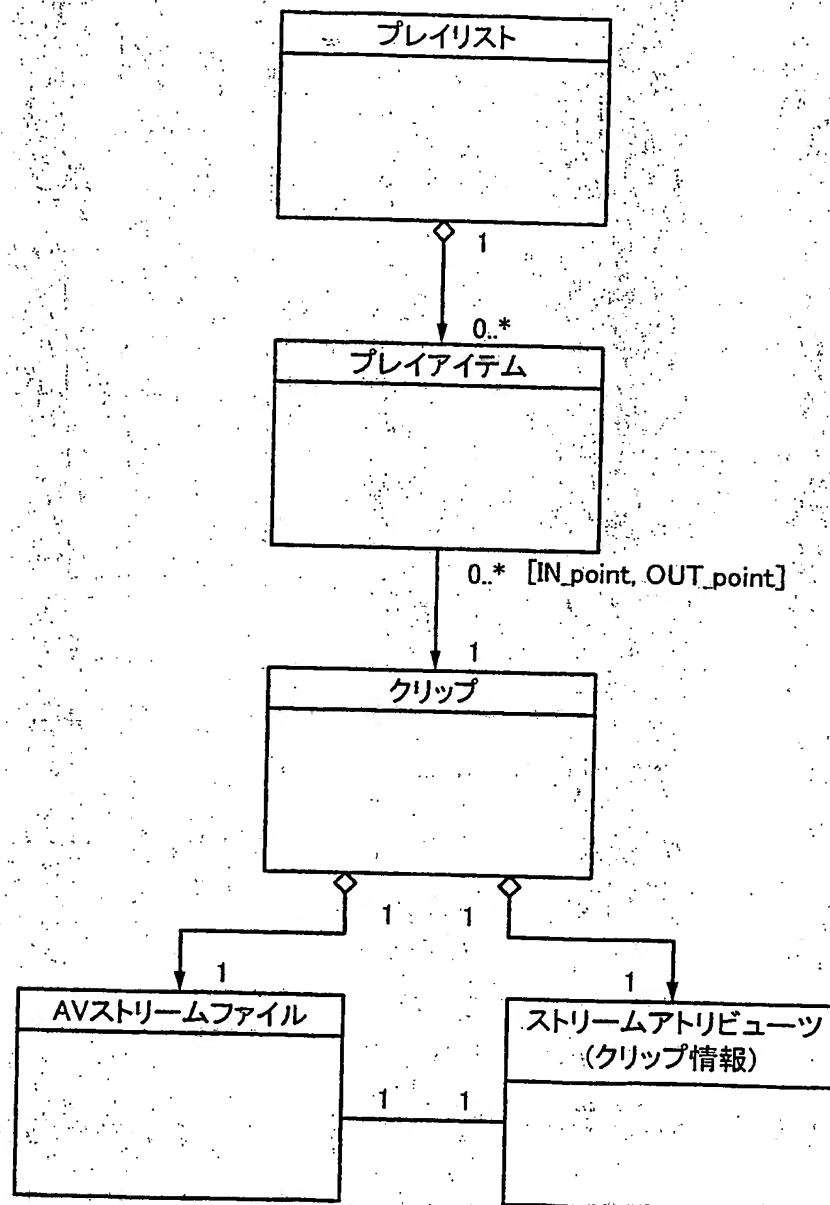 プレイリスト
1
0..*
プレイアイテム
0..* [IN_point, OUT_point]
1
クリップ
1 1
1 1
AVストリームファイル
ストリームアトリビューツ
(クリップ情報)
1 1